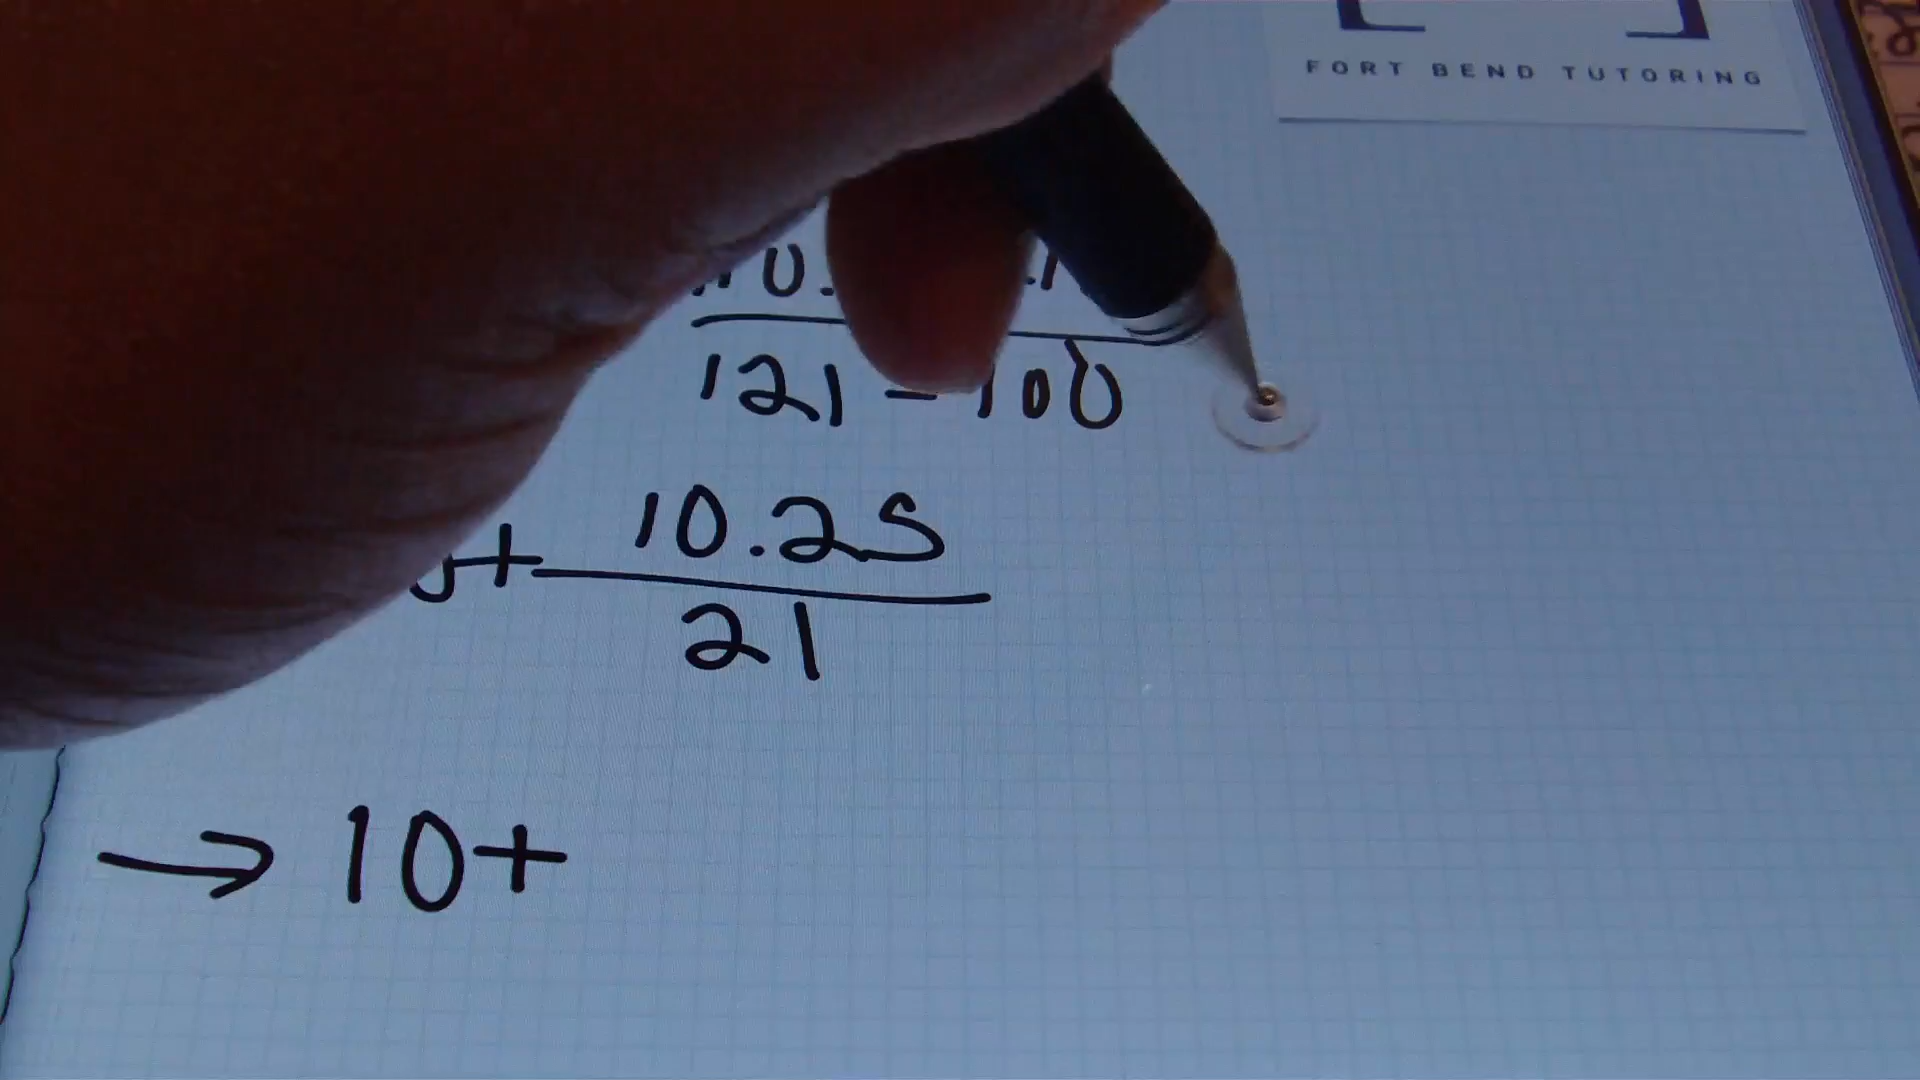 FORT BEND TUTORING
121 - 100
+ 10.25
21
→ 10+